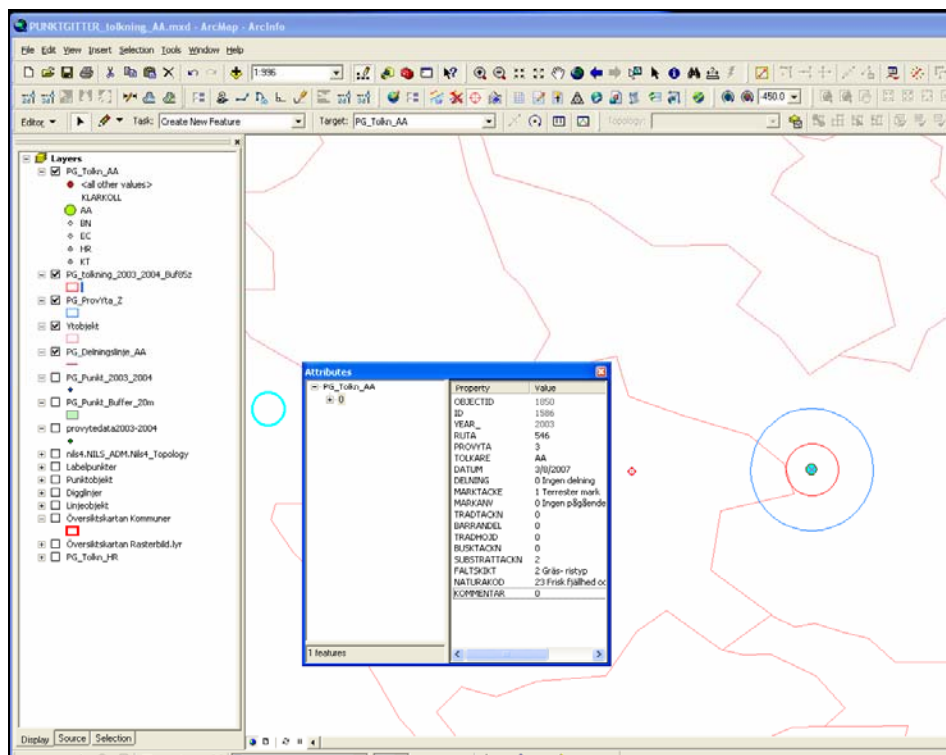 PUNKTGITTER_tolkning_AA.mxd - ArcMap - ArcInfo
File Edit View Insert Selection Tools Window Help
1:996
-450.0
Editor Task: Create New Feature Target: PG_Tolkn_AA Topology:
Layers
PG_Tolkn_AA
<all other values>
KLARKOLL
AA
BN
EC
HR
KT
PG_tolkning_2003_2004_Buf85z
PG_ProvYta_Z
Ytobjekt
PG_Delningslinje_AA
PG_Punkt_2003_2004
PG_Punkt_Buffer_20m
provytedata2003-2004
nils4.NILS_ADM.Nils4_Topology
Labelpunkter
Punktobjekt
Digglinjer
Linjeobjekt
Översiktskartan Kommuner
Översiktskartan Rasterbild.lyr
PG_Tolkn_HR
Attributes
PG_Tolkn_AA
0
Property Value
OBJECTID 1850
ID 1586
YEAR_ 2003
RUTA 546
PROVYTA 3
TOLKARE AA
DATUM 3/8/2007
DELNING 0 Ingen delning
MARKTACKE 1 Terrester mark
MARKANV 0 Ingen pågående
TRADTACKN 0
BARRANDEL 0
TRADHOJD 0
BUSKTACKN 0
SUBSTRATTACKN 2
FALTSKIKT 2 Gräs- ristyp
NATURAKOD 23 Frisk fjällhed oc
KOMMENTAR 0
1 features
Display Source Selection